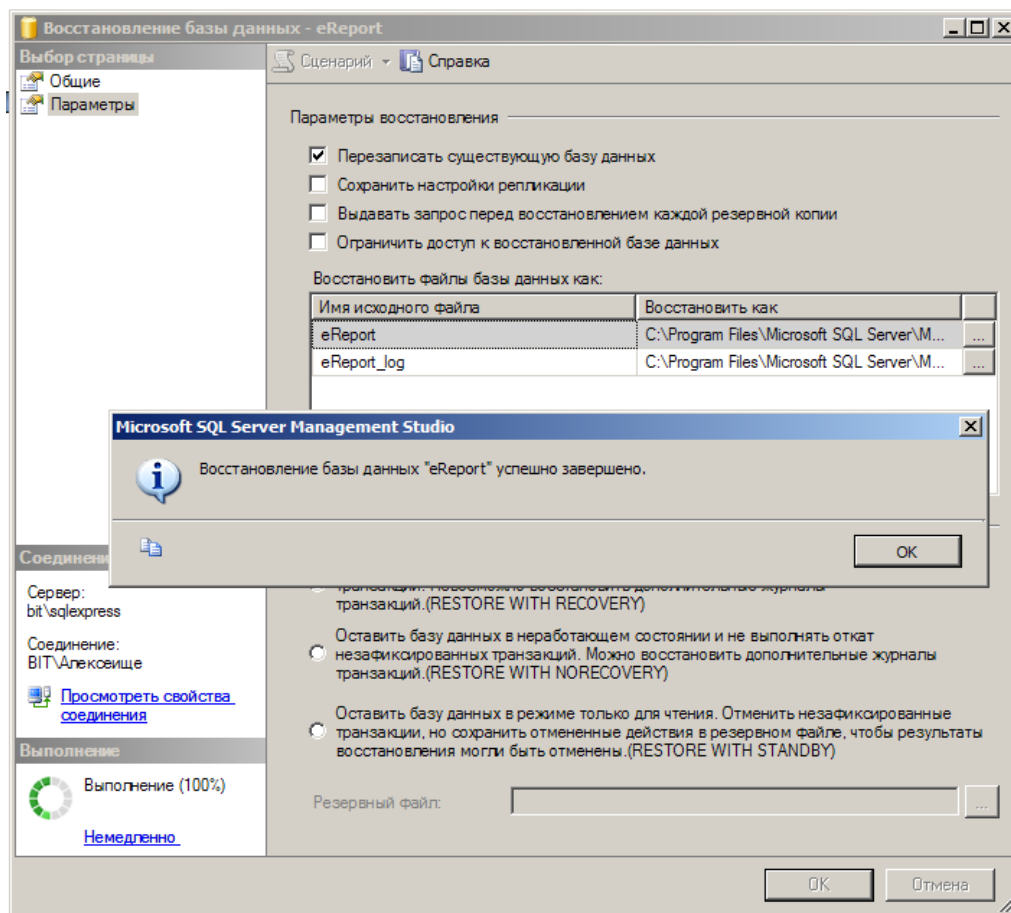 Восстановление базы данных - eReport
Выбор страницы
Общие
Параметры
Сценарий
Справка
Параметры восстановления
Перезаписать существующую базу данных
Сохранить настройки репликации
Выдавать запрос перед восстановлением каждой резервной копии
Ограничить доступ к восстановленной базе данных
Восстановить файлы базы данных как:
Имя исходного файла
Восстановить как
eReport
C:\Program Files\Microsoft SQL Server\M...
...
eReport_log
C:\Program Files\Microsoft SQL Server\M...
...
Microsoft SQL Server Management Studio
Восстановление базы данных "eReport" успешно завершено.
OK
Соединени
Сервер:
bit\sqlexpress
Соединение:
BIT\Алексеище
Просмотреть свойства
соединения
Выполнение
Выполнение (100%)
Немедленно
транзакций.(RESTORE WITH RECOVERY)
Оставить базу данных в неработающем состоянии и не выполнять откат
незафиксированных транзакций. Можно восстановить дополнительные журналы
транзакций.(RESTORE WITH NORECOVERY)
Оставить базу данных в режиме только для чтения. Отменить незафиксированные
транзакции, но сохранить отмененные действия в резервном файле, чтобы результаты
восстановления могли быть отменены.(RESTORE WITH STANDBY)
Резервный файл:
...
OK
Отмена